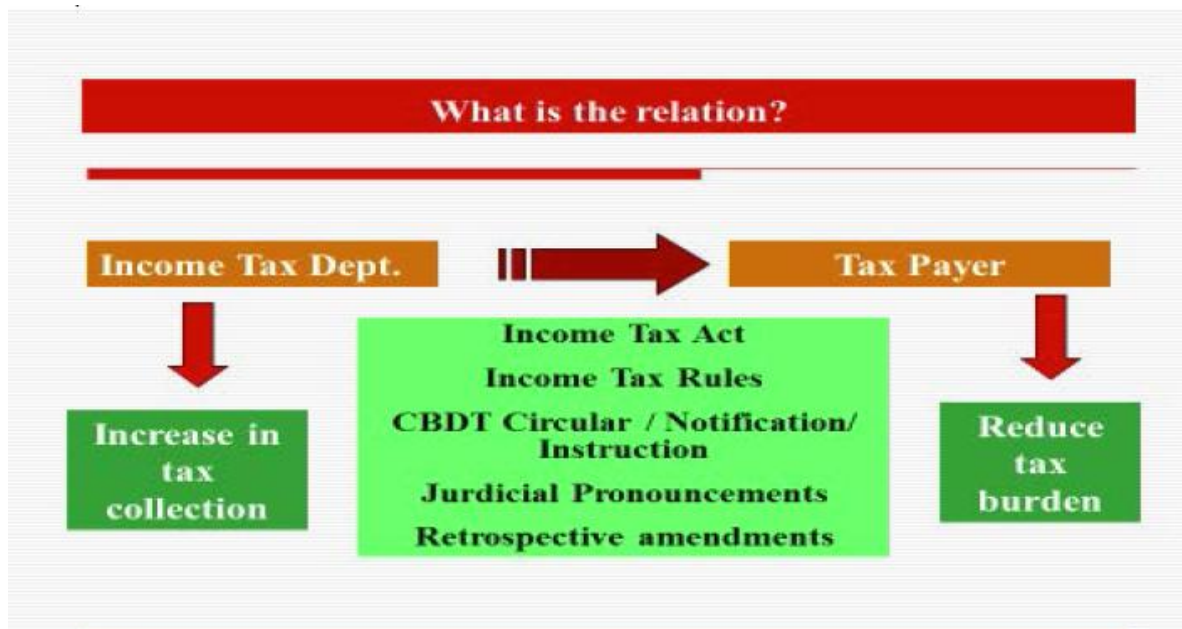 What is the relation?
Income Tax Dept.
Tax Payer
Income Tax Act
Income Tax Rules
CBDT Circular / Notification/
Instruction
Jurdicial Pronouncements
Retrospective amendments
Increase in
tax
collection
Reduce
tax
burden